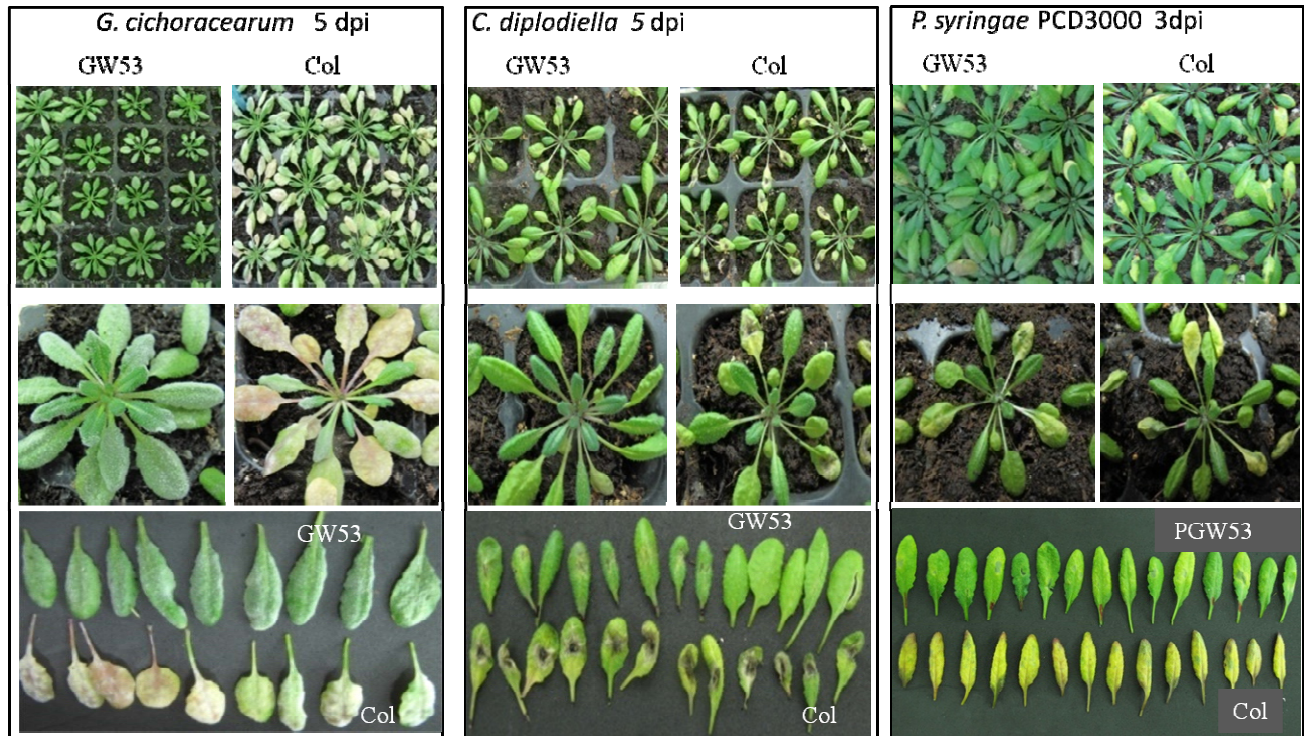 G. cichoracearum 5 dpi
GW53 Col
GW53
Col
C. diplodiella 5 dpi
GW53 Col
GW53
Col
P. syringae PCD3000 3dpi
GW53 Col
PGW53
Col